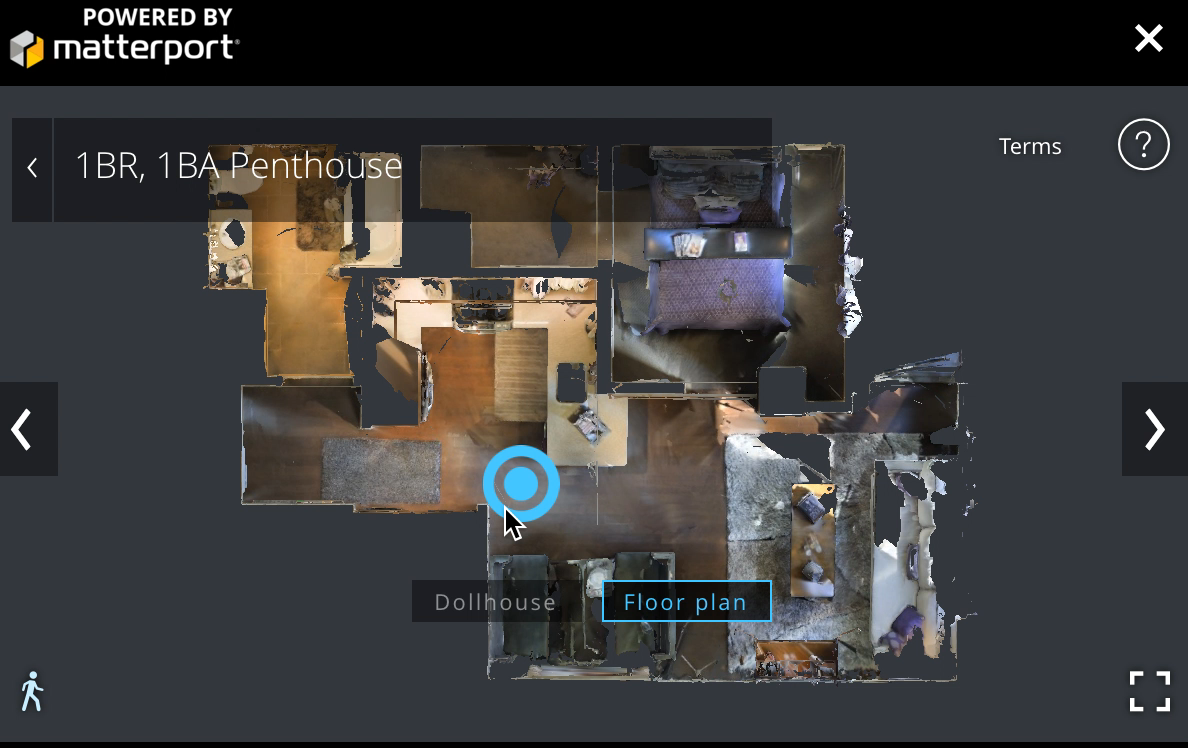 POWERED BY
matterport®
1BR, 1BA Penthouse
Terms
?
Dollhouse
Floor plan